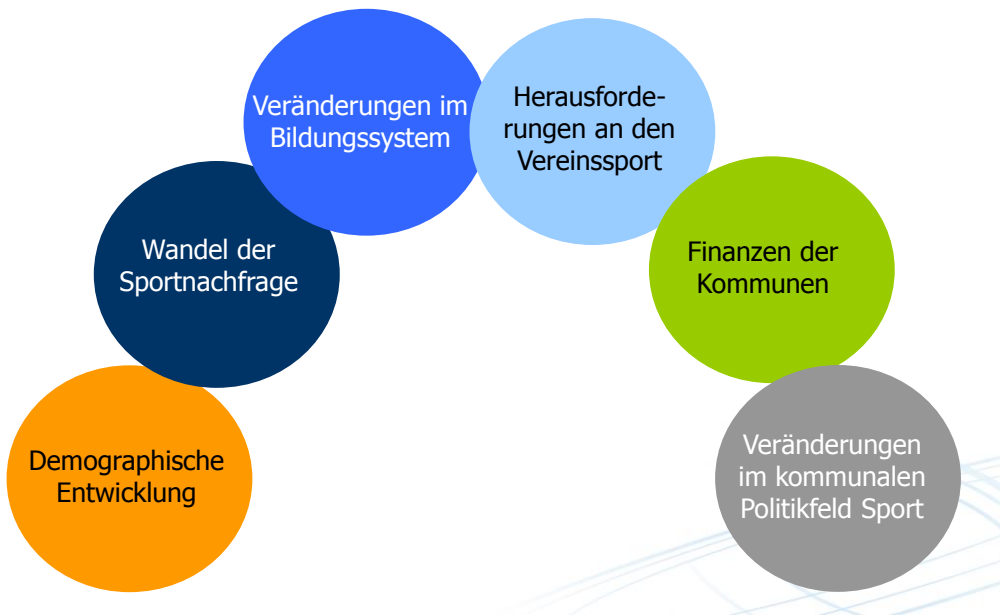 Demographische
Entwicklung
Wandel der
Sportnachfrage
Veränderungen im
Bildungssystem
Herausforde-
rungen an den
Vereinssport
Finanzen der
Kommunen
Veränderungen
im kommunalen
Politikfeld Sport